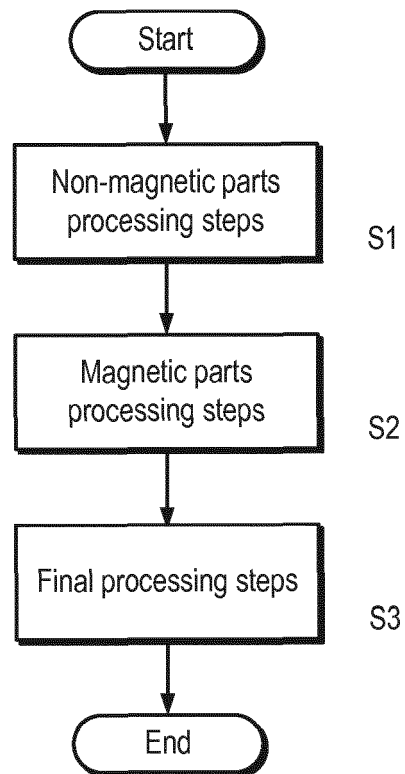 Start
Non-magnetic parts
processing steps
S1
Magnetic parts
processing steps
S2
Final processing steps
S3
End